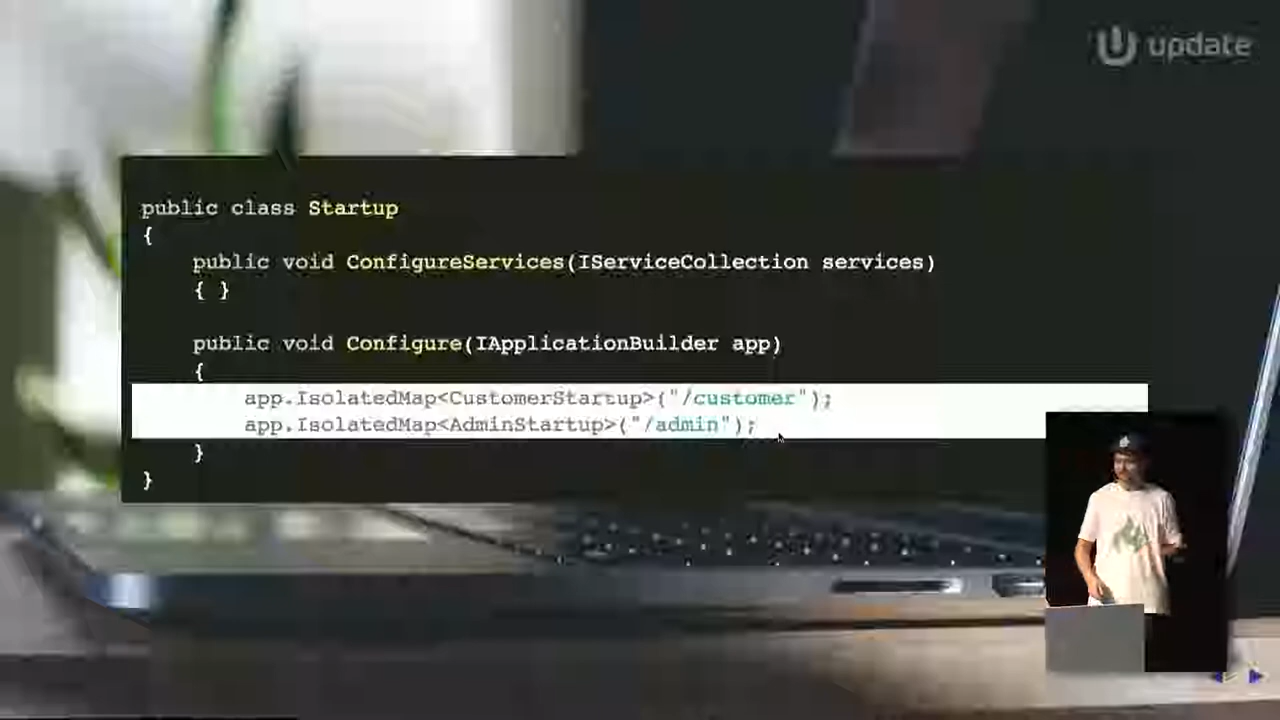 update
public class Startup
{
    public void ConfigureServices(IServiceCollection services)
    { }
    public void Configure(IApplicationBuilder app)
    {
        app.IsolatedMap<CustomerStartup>("/customer");
        app.IsolatedMap<AdminStartup>("/admin");
    }
}